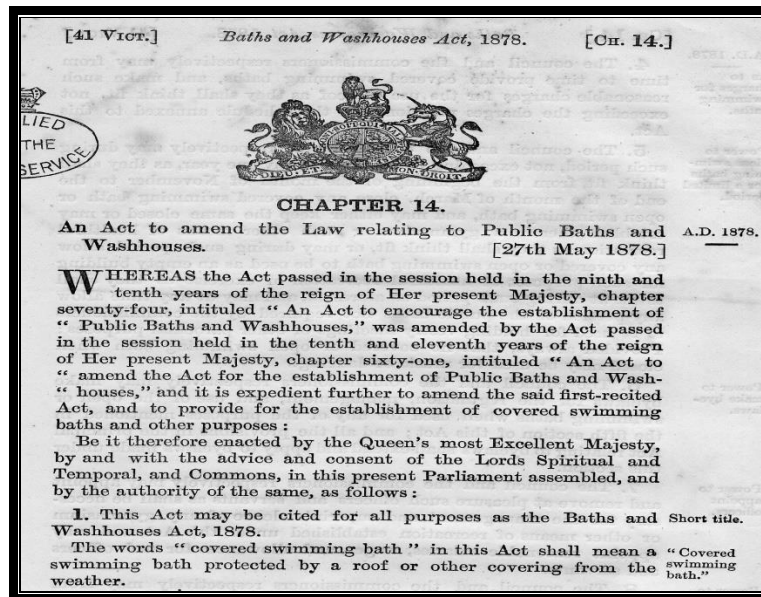 [41 VICT.] Baths and Washhouses Act, 1878. [CH. 14.]
LIED
THE
SERVICE
DIEU ET MON DROIT
CHAPTER 14.
An Act to amend the Law relating to Public Baths and A.D. 1878.
Washhouses. [27th May 1878.]
WHEREAS the Act passed in the session held in the ninth and
tenth years of the reign of Her present Majesty, chapter
seventy-four, intituled “ An Act to encourage the establishment of
“ Public Baths and Washhouses,” was amended by the Act passed
in the session held in the tenth and eleventh years of the reign
of Her present Majesty, chapter sixty-one, intituled “ An Act to
“ amend the Act for the establishment of Public Baths and Wash-
“ houses,” and it is expedient further to amend the said first-recited
Act, and to provide for the establishment of covered swimming
baths and other purposes :
Be it therefore enacted by the Queen’s most Excellent Majesty,
by and with the advice and consent of the Lords Spiritual and
Temporal, and Commons, in this present Parliament assembled, and
by the authority of the same, as follows :
1. This Act may be cited for all purposes as the Baths and Short title.
Washhouses Act, 1878.
The words “ covered swimming bath ” in this Act shall mean a “ Covered
swimming bath protected by a roof or other covering from the swimming
weather. bath.”